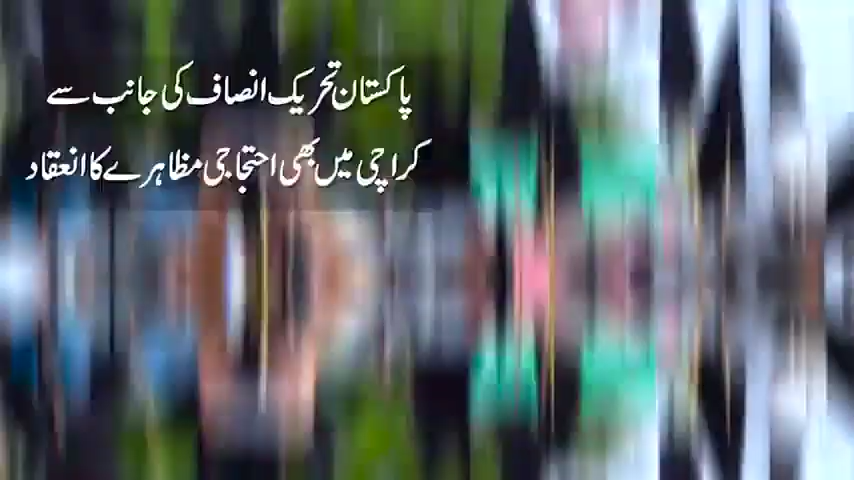 پاکستان تحریک انصاف کی جانب سے
کراچی میں بھی احتجاجی مظاہرے کا انعقاد